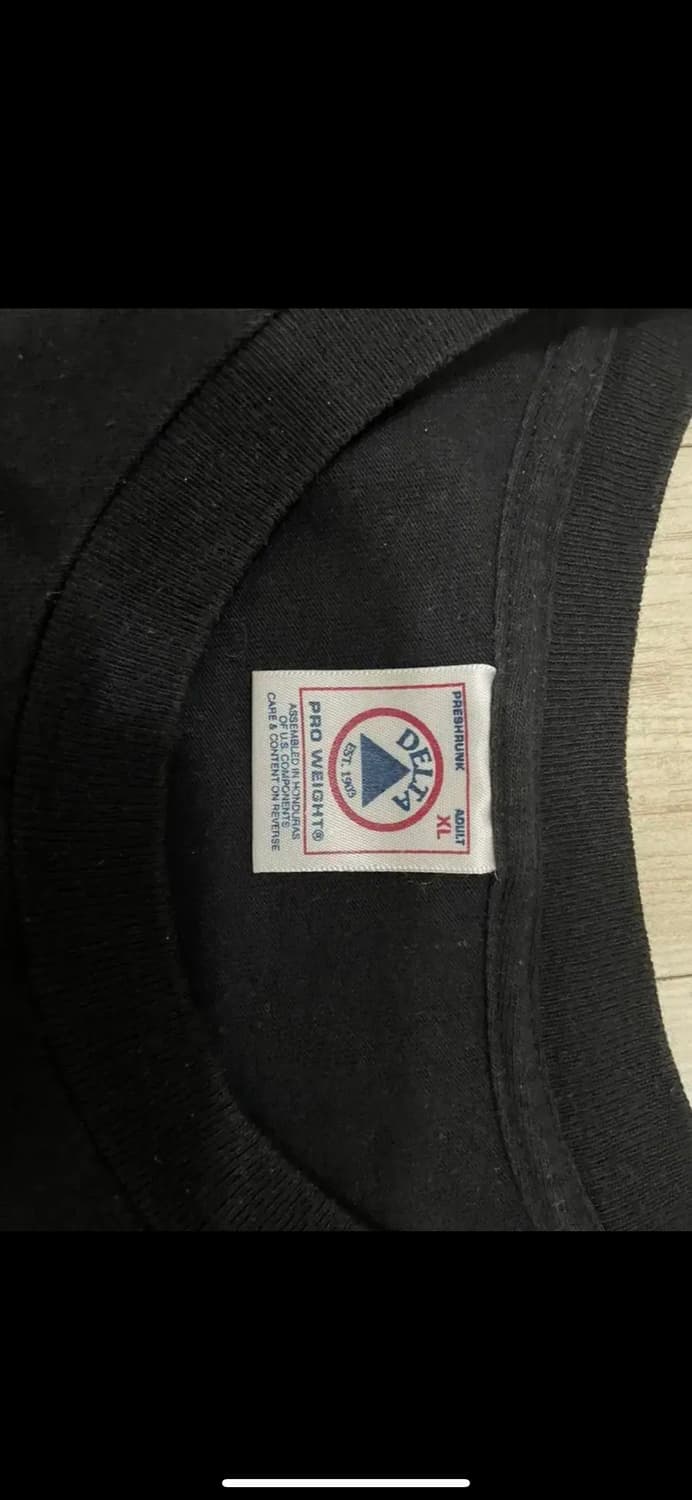 PRESHRUNK
ADULT
XL
DELTA
EST. 1903
PRO WEIGHT®
ASSEMBLED IN HONDURAS
OF U.S. COMPONENTS
CARE & CONTENT ON REVERSE